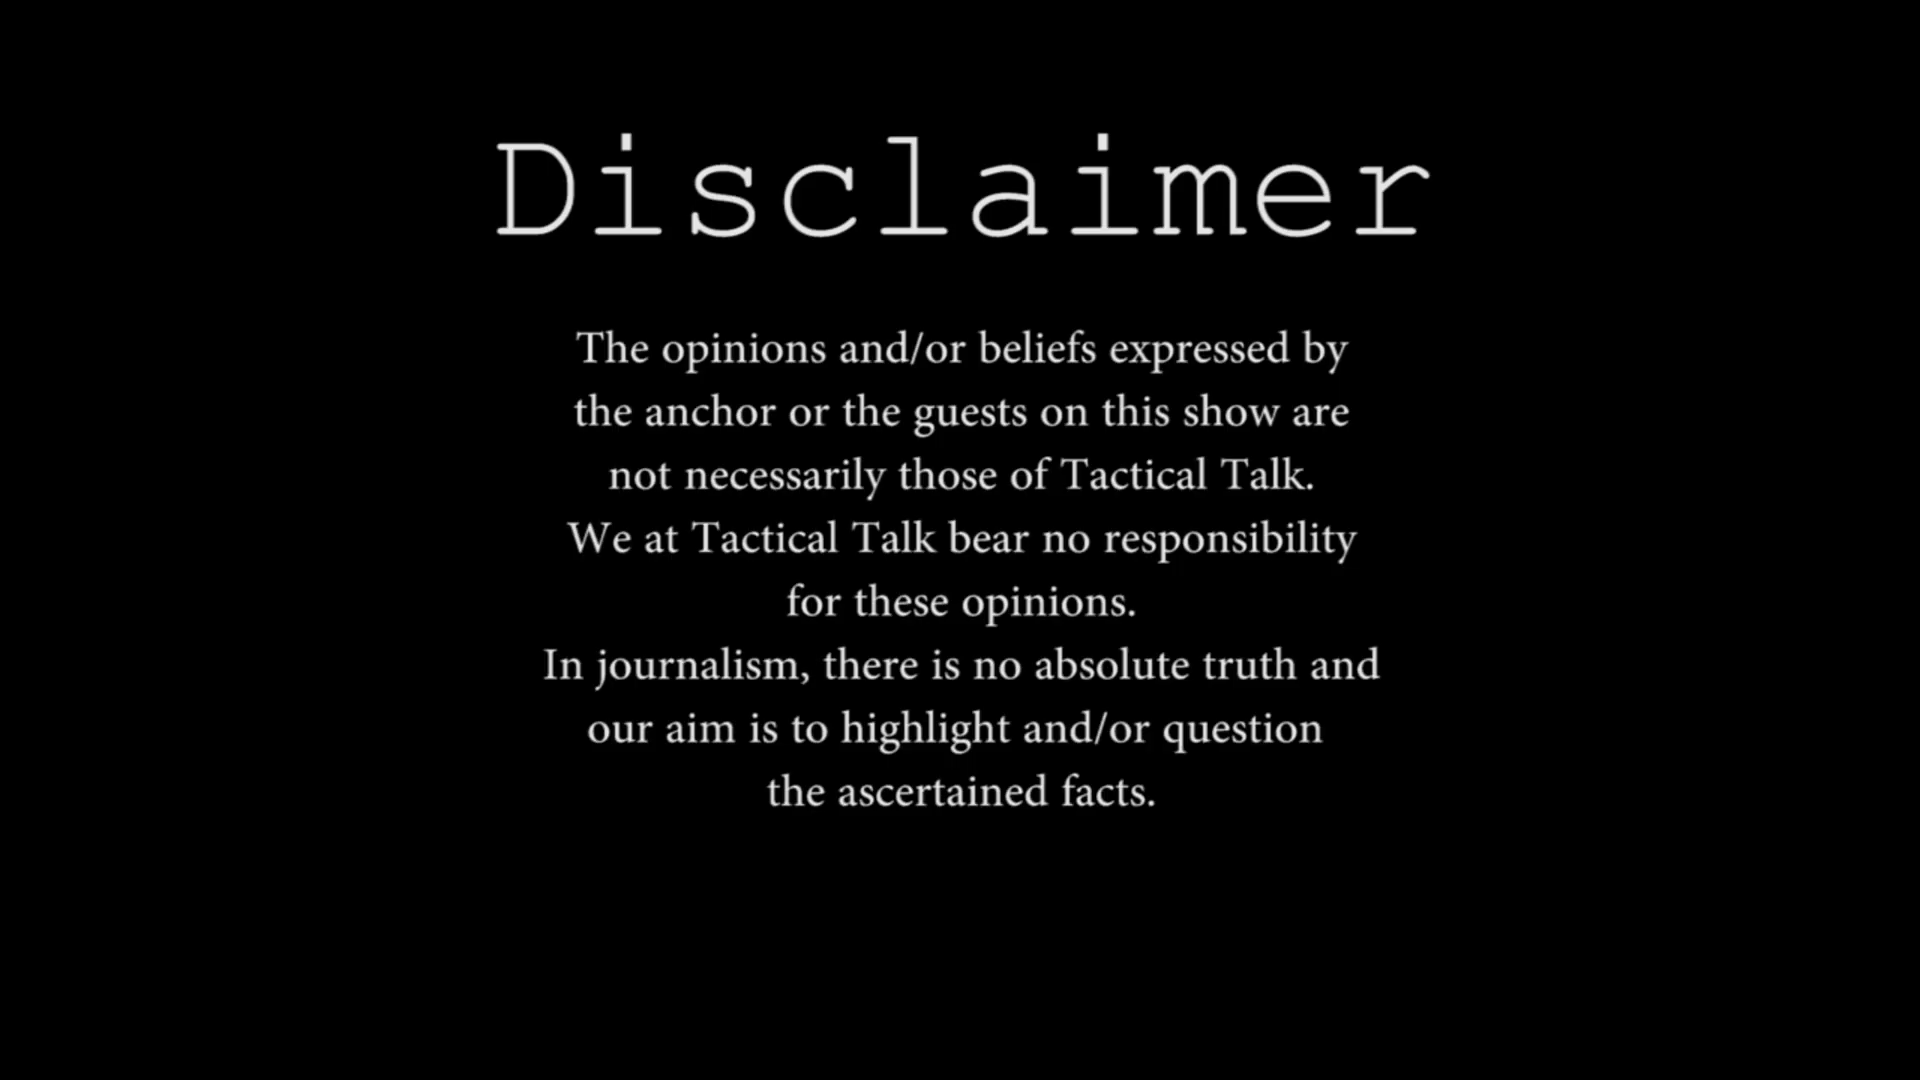 Disclaimer
The opinions and/or beliefs expressed by
the anchor or the guests on this show are
not necessarily those of Tactical Talk.
We at Tactical Talk bear no responsibility
for these opinions.
In journalism, there is no absolute truth and
our aim is to highlight and/or question
the ascertained facts.